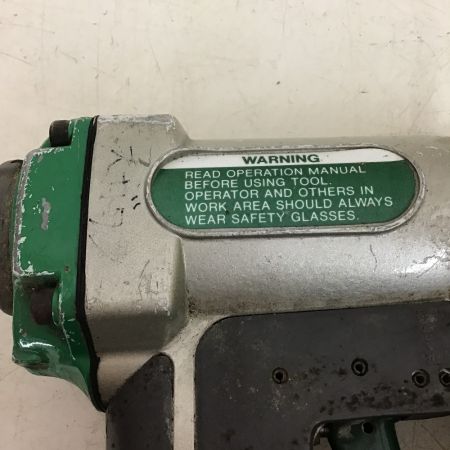 WARNING
READ OPERATION MANUAL
BEFORE USING TOOL.
OPERATOR AND OTHERS IN
WORK AREA SHOULD ALWAYS
WEAR SAFETY GLASSES.